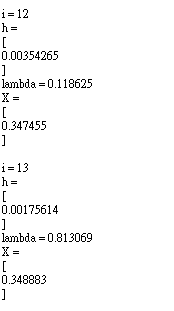 i = 12
h =
[
0.00354265
]
lambda = 0.118625
X =
[
0.347455
]
i = 13
h =
[
0.00175614
]
lambda = 0.813069
X =
[
0.348883
]